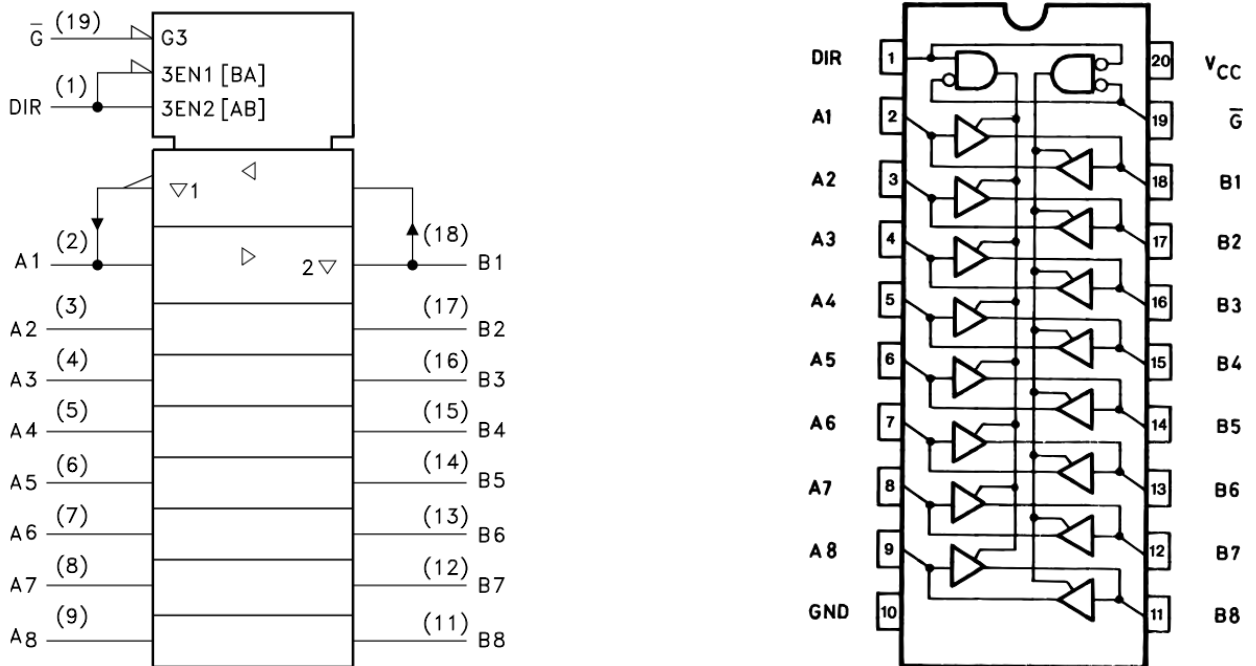 G̅ (19) G3
3EN1 [BA]
DIR (1) 3EN2 [AB]
▽1 ◁
A1 (2) ▷ 2▽ (18) B1
A2 (3) (17) B2
A3 (4) (16) B3
A4 (5) (15) B4
A5 (6) (14) B5
A6 (7) (13) B6
A7 (8) (12) B7
A8 (9) (11) B8
DIR 1 20 VCC
A1 2 19 G̅
A2 3 18 B1
A3 4 17 B2
A4 5 16 B3
A5 6 15 B4
A6 7 14 B5
A7 8 13 B6
A8 9 12 B7
GND 10 11 B8